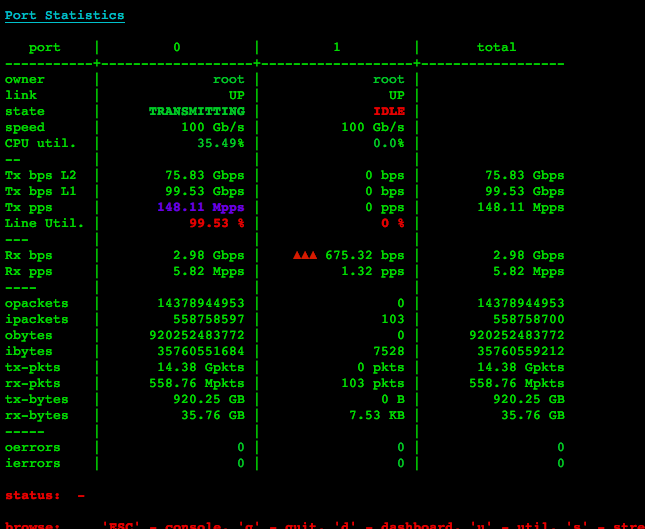 Port Statistics
port | 0 | 1 | total
-----------+-------------------+-------------------+------------------
owner | root | root |
link | UP | UP |
state | TRANSMITTING | IDLE |
speed | 100 Gb/s | 100 Gb/s |
CPU util. | 35.49% | 0.0% |
-- | | |
Tx bps L2 | 75.83 Gbps | 0 bps | 75.83 Gbps
Tx bps L1 | 99.53 Gbps | 0 bps | 99.53 Gbps
Tx pps | 148.11 Mpps | 0 pps | 148.11 Mpps
Line Util. | 99.53 % | 0 % |
--- | | |
Rx bps | 2.98 Gbps | ▲▲▲ 675.32 bps | 2.98 Gbps
Rx pps | 5.82 Mpps | 1.32 pps | 5.82 Mpps
---- | | |
opackets | 14378944953 | 0 | 14378944953
ipackets | 558758597 | 103 | 558758700
obytes | 920252483772 | 0 | 920252483772
ibytes | 35760551684 | 7528 | 35760559212
tx-pkts | 14.38 Gpkts | 0 pkts | 14.38 Gpkts
rx-pkts | 558.76 Mpkts | 103 pkts | 558.76 Mpkts
tx-bytes | 920.25 GB | 0 B | 920.25 GB
rx-bytes | 35.76 GB | 7.53 KB | 35.76 GB
----- | | |
oerrors | 0 | 0 | 0
ierrors | 0 | 0 | 0
status: -
browse: 'ESC' - console, 'q' - quit, 'd' - dashboard, 'u' - util, 's' - stre